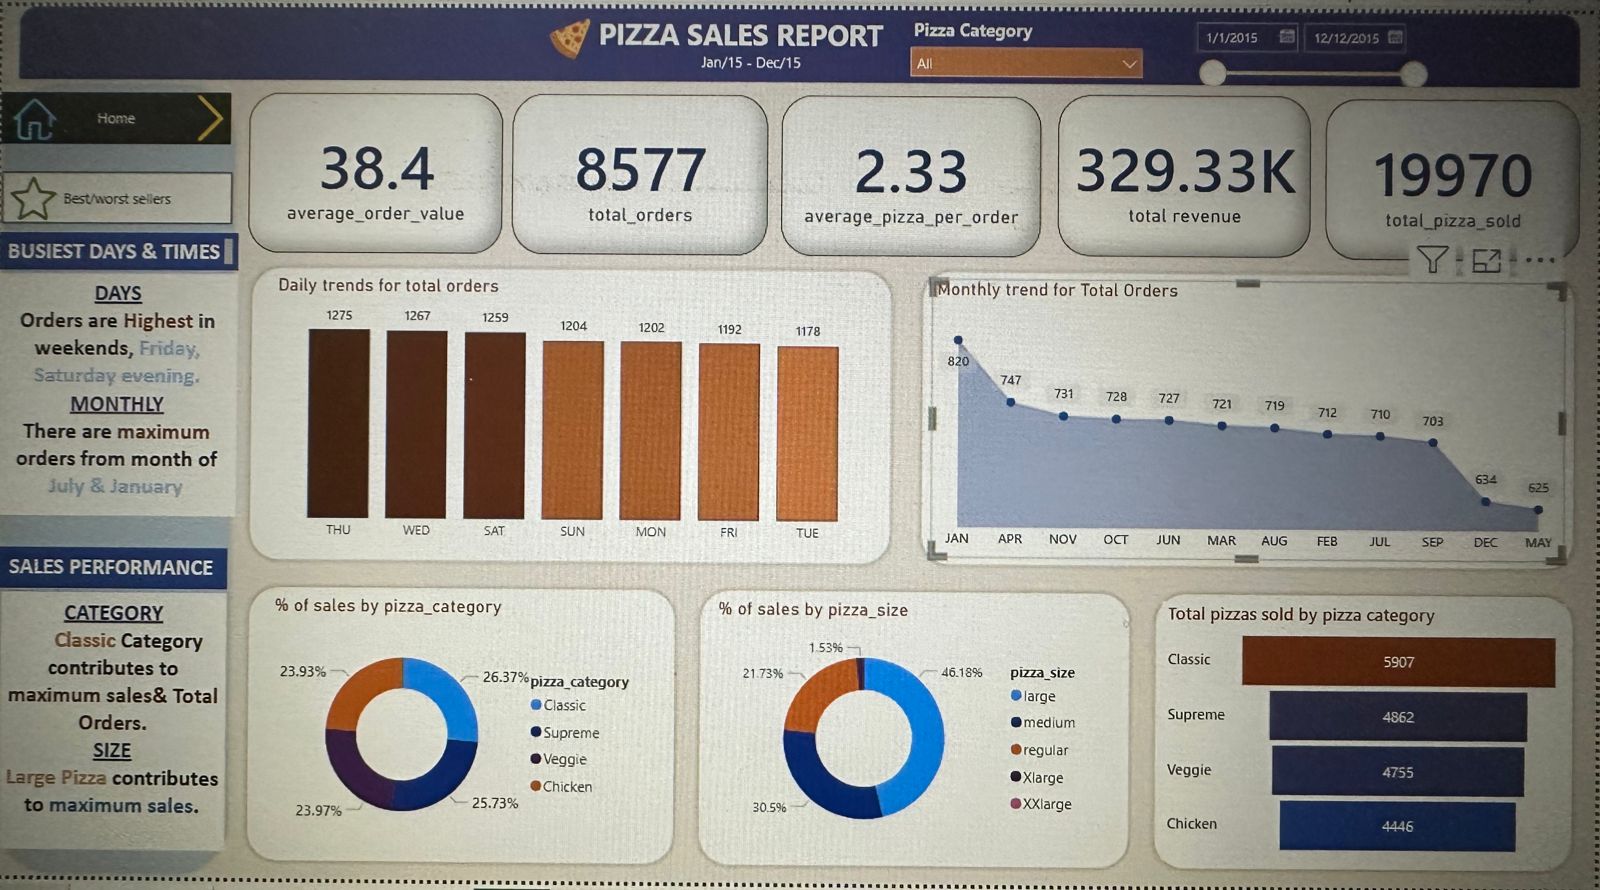 PIZZA SALES REPORT
Jan/15 - Dec/15
Pizza Category
All
1/1/2015
12/12/2015
Home
Best/worst sellers
38.4
average_order_value
8577
total_orders
2.33
average_pizza_per_order
329.33K
total revenue
19970
total_pizza_sold
BUSIEST DAYS & TIMES
DAYS
Orders are Highest in
weekends, Friday,
Saturday evening.
MONTHLY
There are maximum
orders from month of
July & January
SALES PERFORMANCE
CATEGORY
Classic Category
contributes to
maximum sales& Total
Orders.
SIZE
Large Pizza contributes
to maximum sales.
Daily trends for total orders
1275 1267 1259 1204 1202 1192 1178
THU WED SAT SUN MON FRI TUE
Monthly trend for Total Orders
820 747 731 728 727 721 719 712 710 703 634 625
JAN APR NOV OCT JUN MAR AUG FEB JUL SEP DEC MAY
% of sales by pizza_category
23.93%
26.37%
23.97%
25.73%
pizza_category
Classic
Supreme
Veggie
Chicken
% of sales by pizza_size
1.53%
21.73%
46.18%
30.5%
pizza_size
large
medium
regular
Xlarge
XXlarge
Total pizzas sold by pizza category
Classic 5907
Supreme 4862
Veggie 4755
Chicken 4446